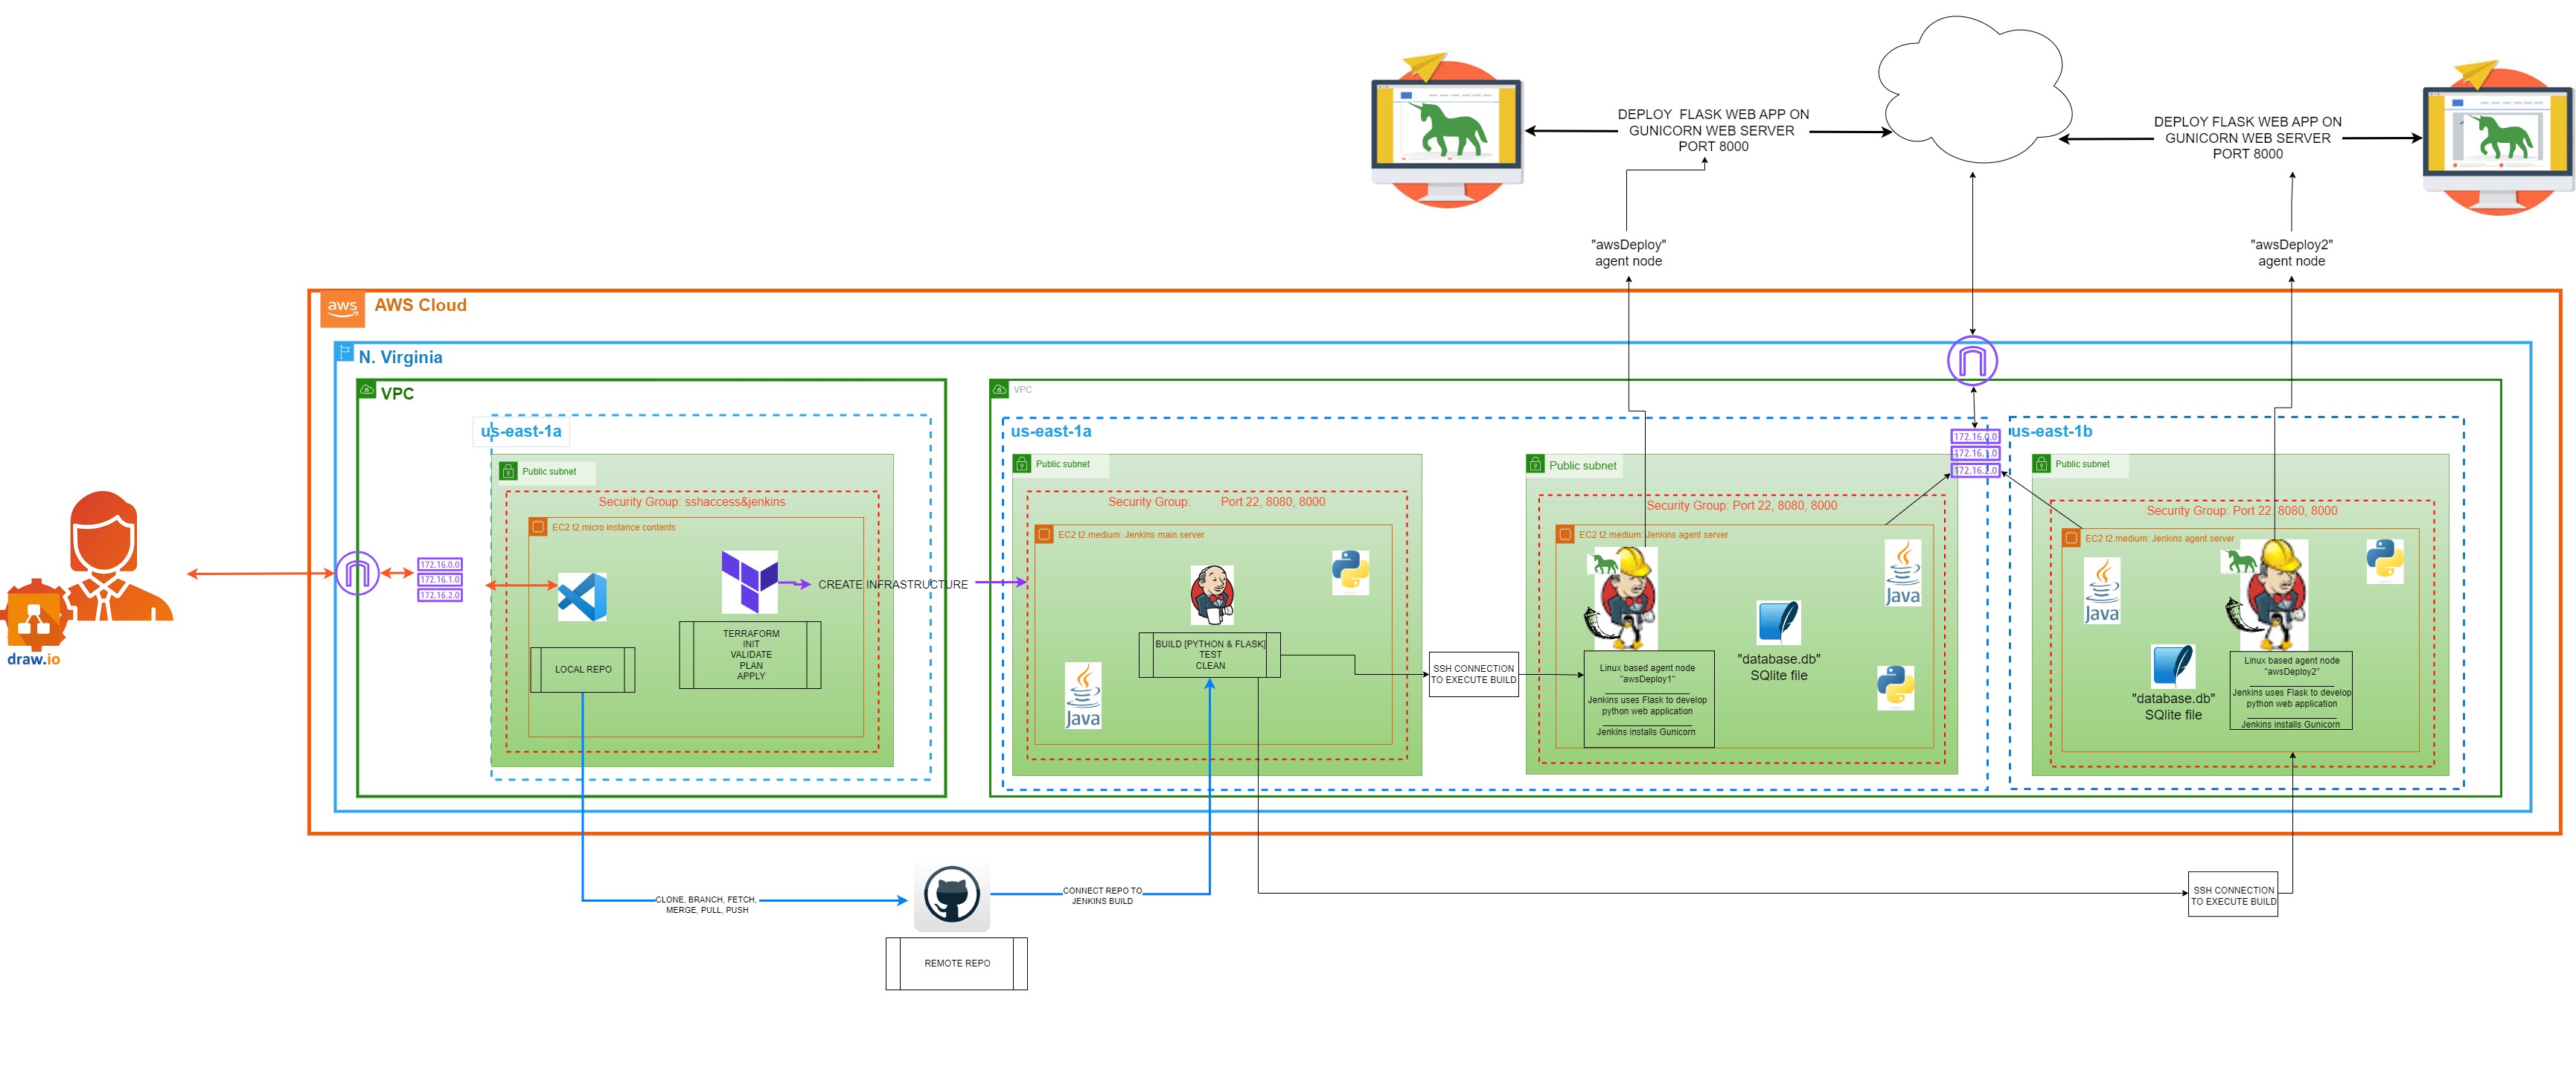 DEPLOY  FLASK WEB APP ON
GUNICORN WEB SERVER
PORT 8000
DEPLOY FLASK WEB APP ON
GUNICORN WEB SERVER
PORT 8000
"awsDeploy"
agent node
"awsDeploy2"
agent node
aws
AWS Cloud
N. Virginia
VPC
us-east-1a
Public subnet
Security Group: sshaccess&jenkins
EC2 t2.micro instance contents
172.16.0.0
172.16.1.0
172.16.2.0
draw.io
LOCAL REPO
TERRAFORM
INIT
VALIDATE
PLAN
APPLY
CREATE INFRASTRUCTURE
VPC
us-east-1a
Public subnet
Security Group: Port 22, 8080, 8000
EC2 t2.medium: Jenkins main server
BUILD [PYTHON & FLASK]
TEST
CLEAN
Java
SSH CONNECTION
TO EXECUTE BUILD
Public subnet
Security Group: Port 22, 8080, 8000
EC2 t2.medium: Jenkins agent server
Java
"database.db"
SQlite file
Linux based agent node
"awsDeploy1"
Jenkins uses Flask to develop
python web application
Jenkins installs Gunicorn
172.16.0.0
172.16.1.0
172.16.2.0
us-east-1b
Public subnet
Security Group: Port 22, 8080, 8000
EC2 t2.medium: Jenkins agent server
Java
"database.db"
SQlite file
Linux based agent node
"awsDeploy2"
Jenkins uses Flask to develop
python web application
Jenkins installs Gunicorn
CLONE, BRANCH, FETCH,
MERGE, PULL, PUSH
CONNECT REPO TO
JENKINS BUILD
REMOTE REPO
SSH CONNECTION
TO EXECUTE BUILD